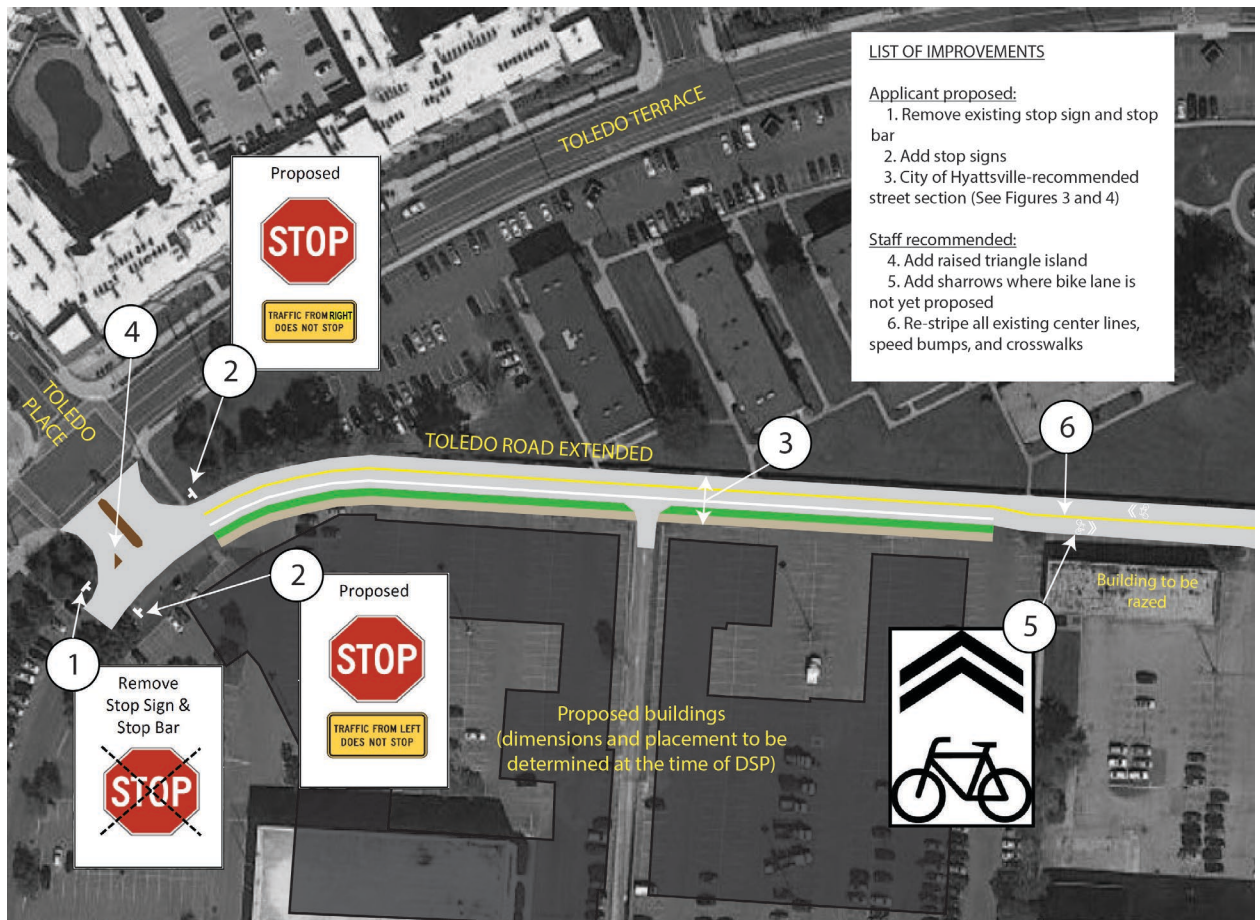 LIST OF IMPROVEMENTS
Applicant proposed:
1. Remove existing stop sign and stop
bar
2. Add stop signs
3. City of Hyattsville-recommended
street section (See Figures 3 and 4)
Staff recommended:
4. Add raised triangle island
5. Add sharrows where bike lane is
not yet proposed
6. Re-stripe all existing center lines,
speed bumps, and crosswalks
TOLEDO TERRACE
Proposed
STOP
TRAFFIC FROM RIGHT
DOES NOT STOP
4
2
TOLEDO
PLACE
TOLEDO ROAD EXTENDED
3
6
2
Proposed
STOP
TRAFFIC FROM LEFT
DOES NOT STOP
1
Remove
Stop Sign &
Stop Bar
STOP
Proposed buildings
(dimensions and placement to be
determined at the time of DSP)
5
Building to be
razed